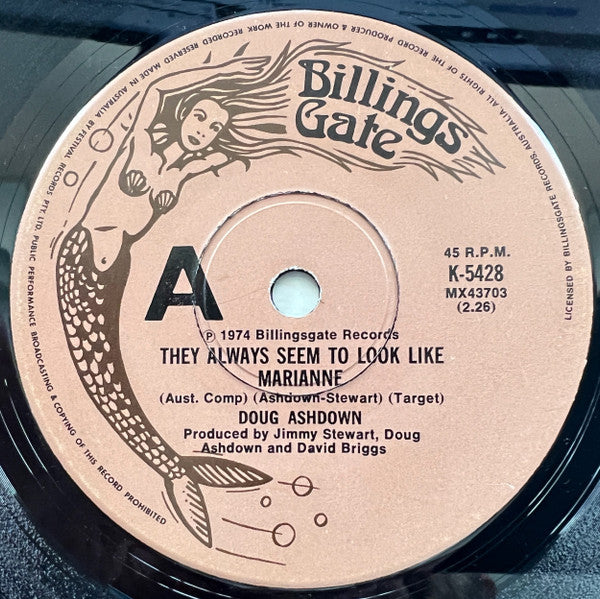 ALL RIGHTS OF THE RECORD PRODUCER & OWNER OF THE WORK RECORDED RESERVED MADE IN AUSTRALIA BY FESTIVAL RECORDS PTY. LTD. PUBLIC PERFORMANCE BROADCASTING & COPYING OF THIS RECORD PROHIBITED
LICENSED BY BILLINGSGATE RECORDS, AUSTRALIA.
Billings
Gate
A
45 R.P.M.
K-5428
MX43703
(2.26)
℗ 1974 Billingsgate Records
THEY ALWAYS SEEM TO LOOK LIKE
MARIANNE
(Aust. Comp) (Ashdown-Stewart) (Target)
DOUG ASHDOWN
Produced by Jimmy Stewart, Doug
Ashdown and David Briggs